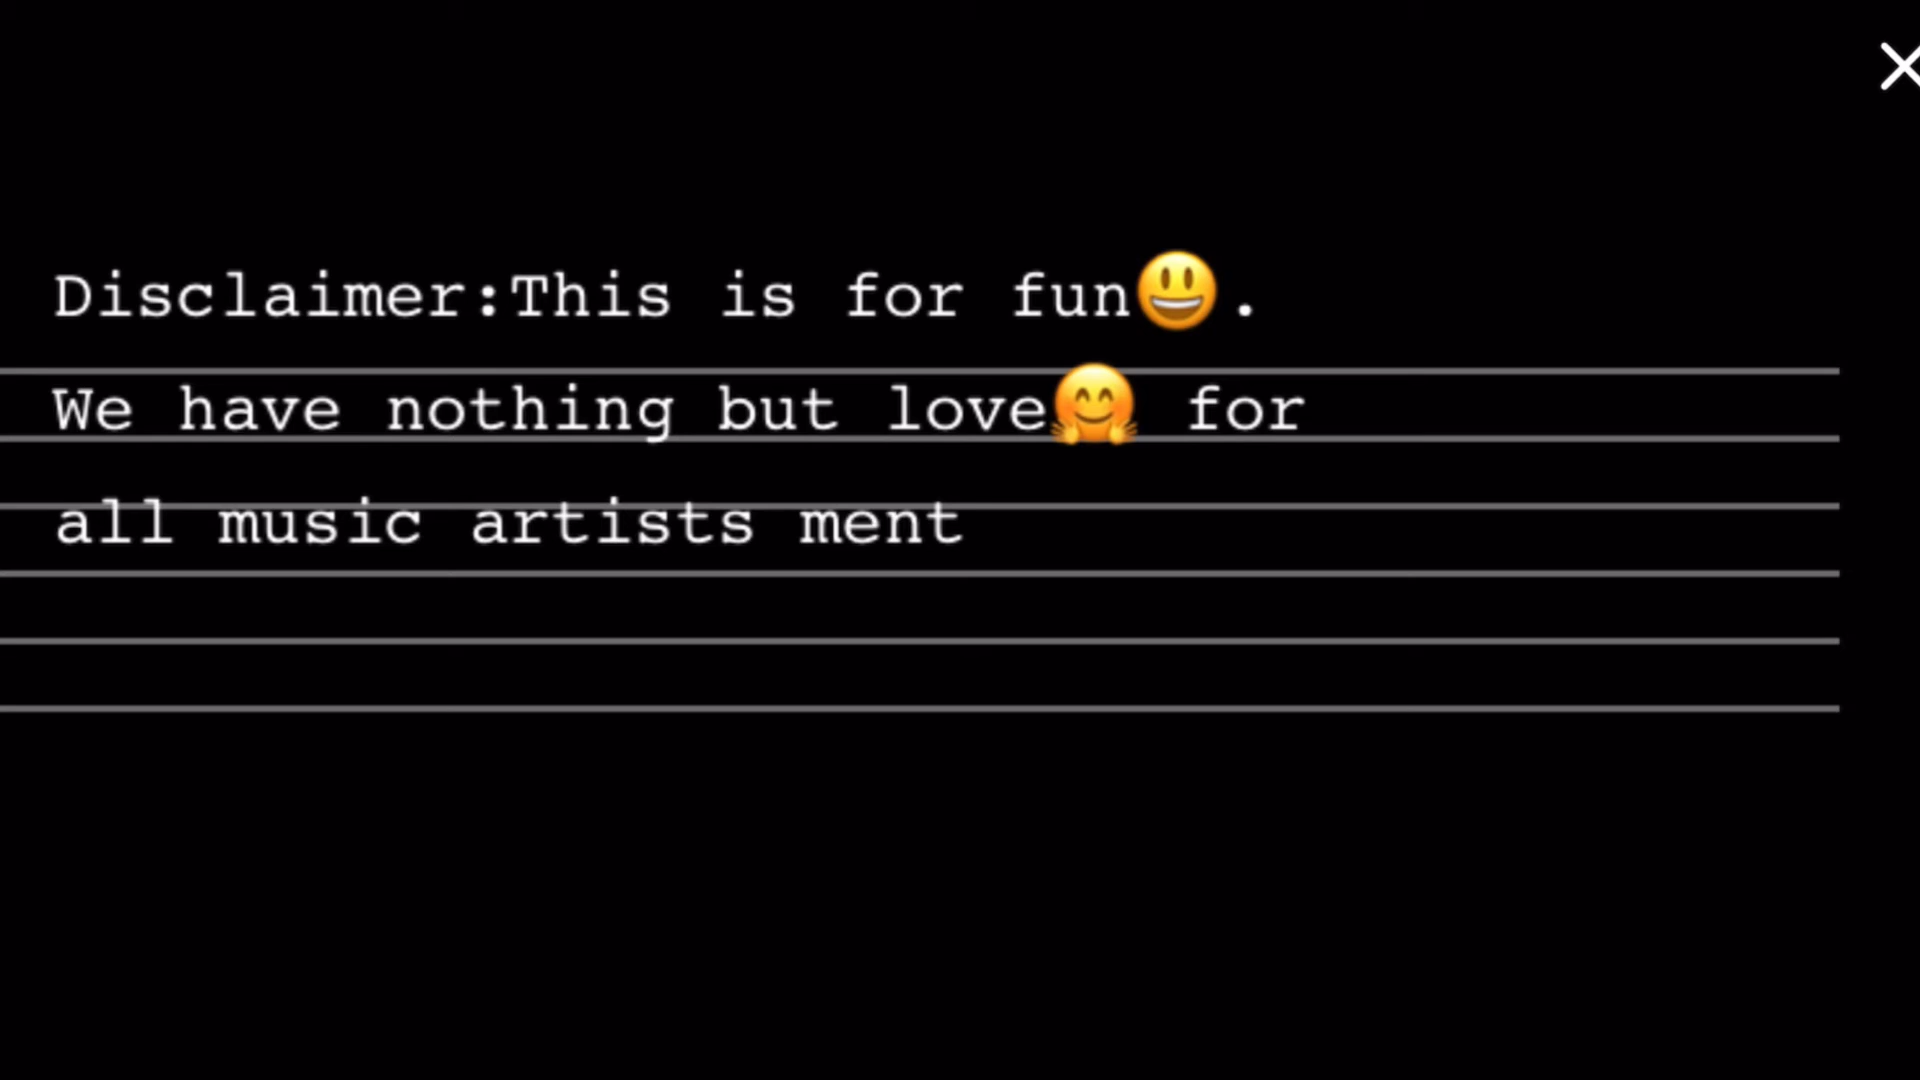 Disclaimer:This is for fun😃.
We have nothing but love🤗 for
all music artists ment